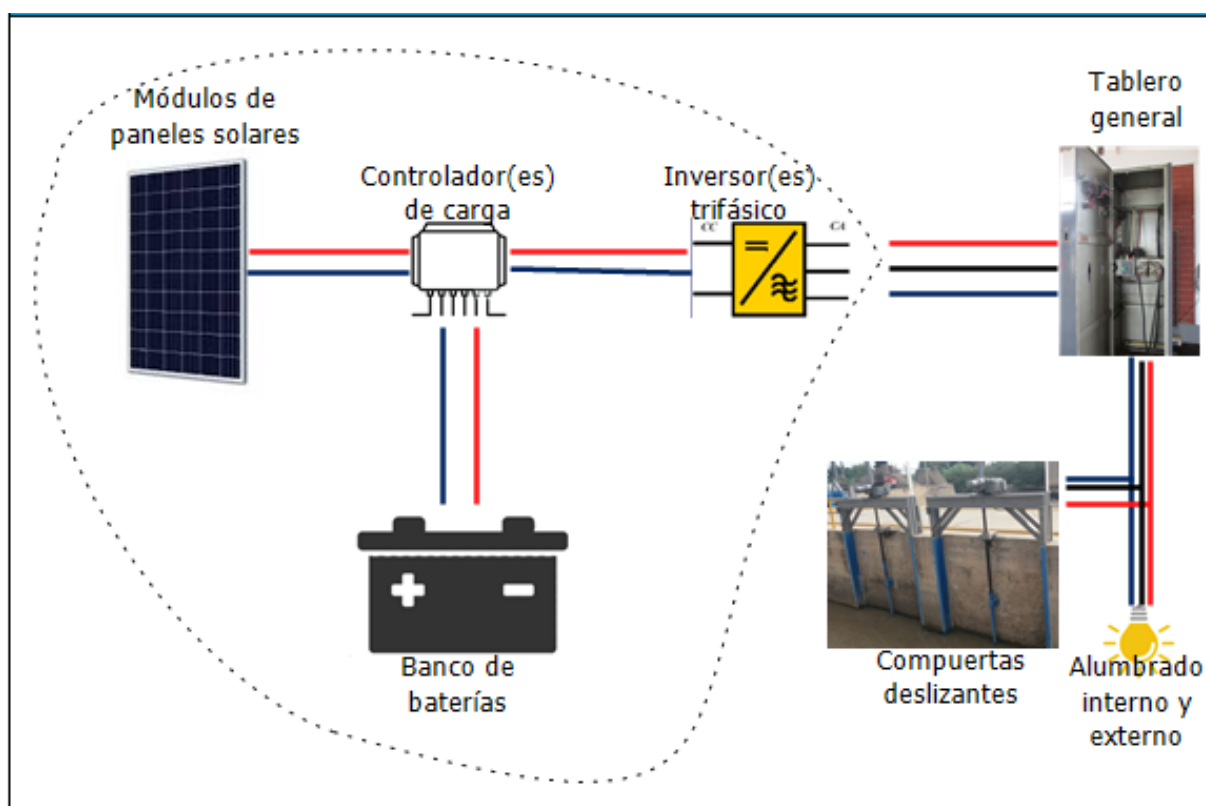 Módulos de
paneles solares
Controlador(es)
de carga
Inversor(es)
trifásico
CC
CA
Tablero
general
Banco de
baterías
Compuertas
deslizantes
Alumbrado
interno y
externo